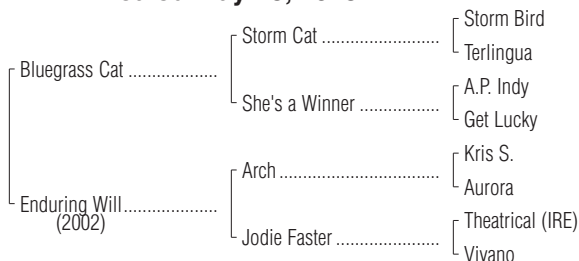 Storm Bird
Storm Cat ........................
Bluegrass Cat ..................
Terlingua
A.P. Indy
She's a Winner ................
Get Lucky
Kris S.
Arch ................................
Aurora
Enduring Will...................
(2002)
Theatrical (IRE)
Jodie Faster ....................
Vivano